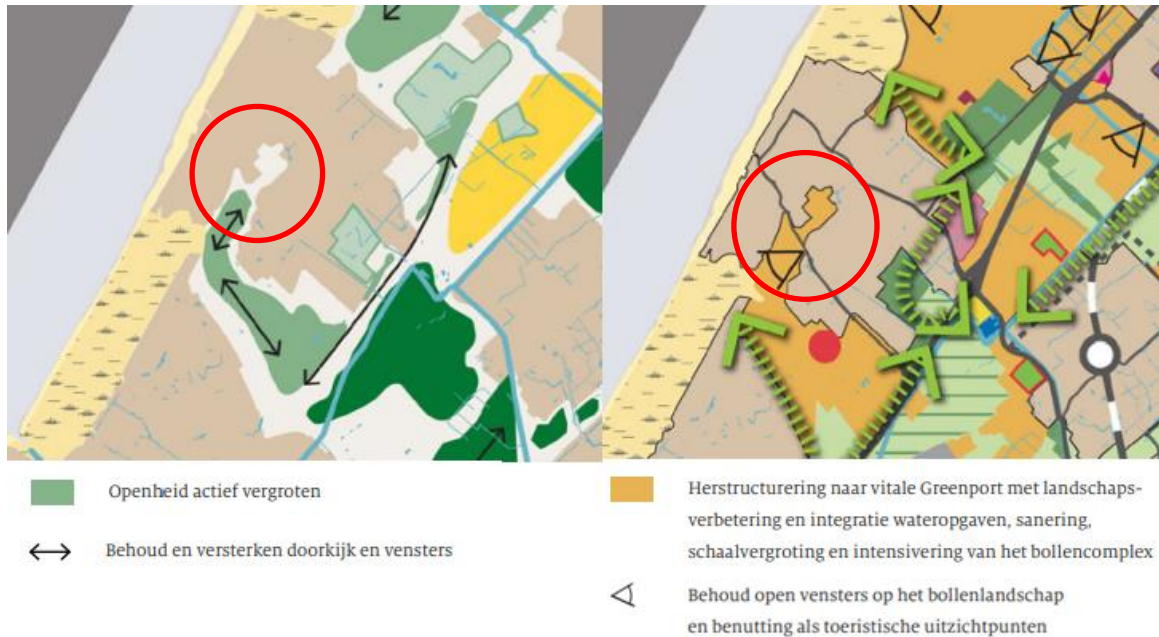 Openheid actief vergroten
Behoud en versterken doorkijk en vensters
Herstructurering naar vitale Greenport met landschaps-
verbetering en integratie wateropgaven, sanering,
schaalvergroting en intensivering van het bollencomplex
Behoud open vensters op het bollenlandschap
en benutting als toeristische uitzichtpunten